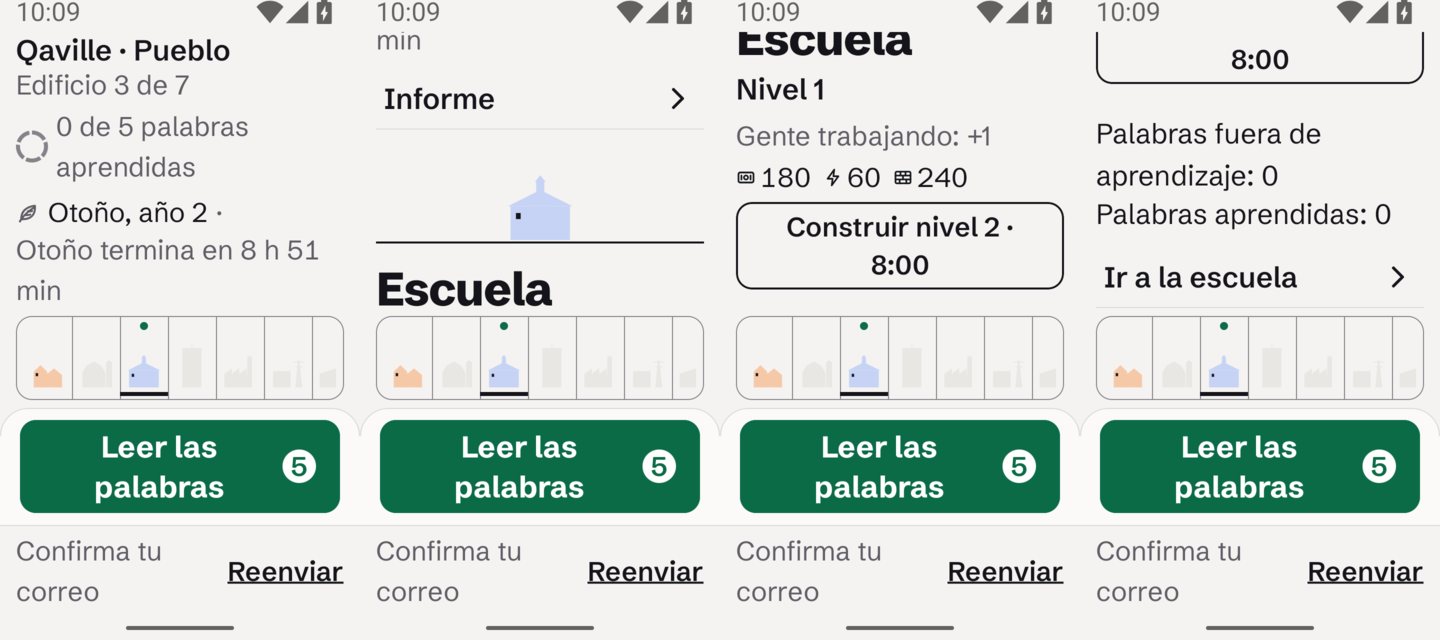 10:09
Qaville · Pueblo
Edificio 3 de 7
0 de 5 palabras
aprendidas
Otoño, año 2 ·
Otoño termina en 8 h 51
min
Leer las
palabras
5
Confirma tu
correo
Reenviar
10:09
min
Informe
Escuela
Leer las
palabras
5
Confirma tu
correo
Reenviar
10:09
Escuela
Nivel 1
Gente trabajando: +1
180 60 240
Construir nivel 2 ·
8:00
Leer las
palabras
5
Confirma tu
correo
Reenviar
10:09
8:00
Palabras fuera de
aprendizaje: 0
Palabras aprendidas: 0
Ir a la escuela
Leer las
palabras
5
Confirma tu
correo
Reenviar